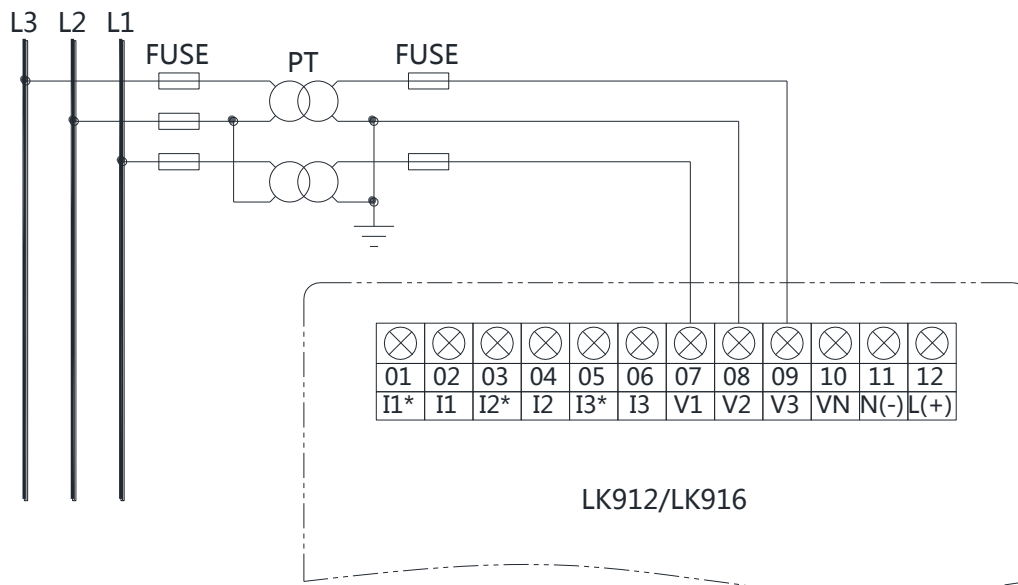 L3 L2 L1
FUSE PT FUSE
01 02 03 04 05 06 07 08 09 10 11 12
I1* I1 I2* I2 I3* I3 V1 V2 V3 VN N(-) L(+)
LK912/LK916